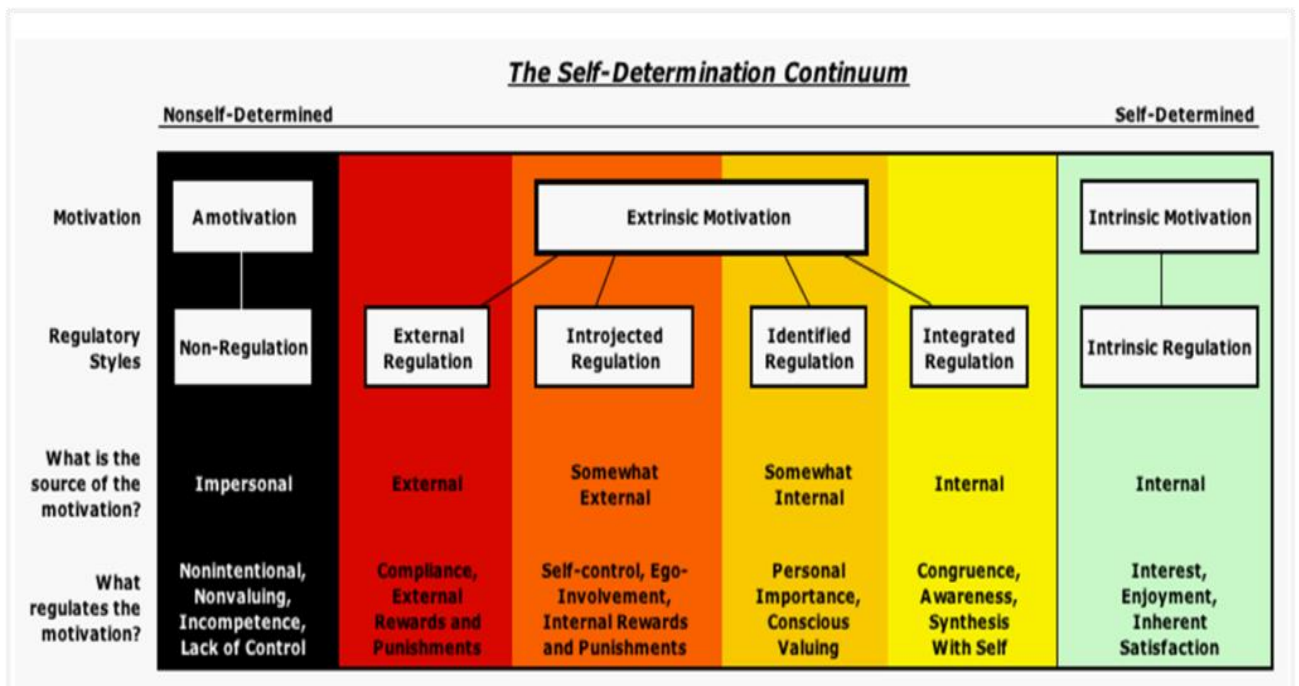 The Self-Determination Continuum
Nonself-Determined
Self-Determined
Motivation
Amotivation
Extrinsic Motivation
Intrinsic Motivation
Regulatory
Styles
Non-Regulation
External
Regulation
Introjected
Regulation
Identified
Regulation
Integrated
Regulation
Intrinsic Regulation
What is the
source of the
motivation?
Impersonal
External
Somewhat
External
Somewhat
Internal
Internal
Internal
What
regulates the
motivation?
Nonintentional,
Nonvaluing,
Incompetence,
Lack of Control
Compliance,
External
Rewards and
Punishments
Self-control, Ego-
Involvement,
Internal Rewards
and Punishments
Personal
Importance,
Conscious
Valuing
Congruence,
Awareness,
Synthesis
With Self
Interest,
Enjoyment,
Inherent
Satisfaction